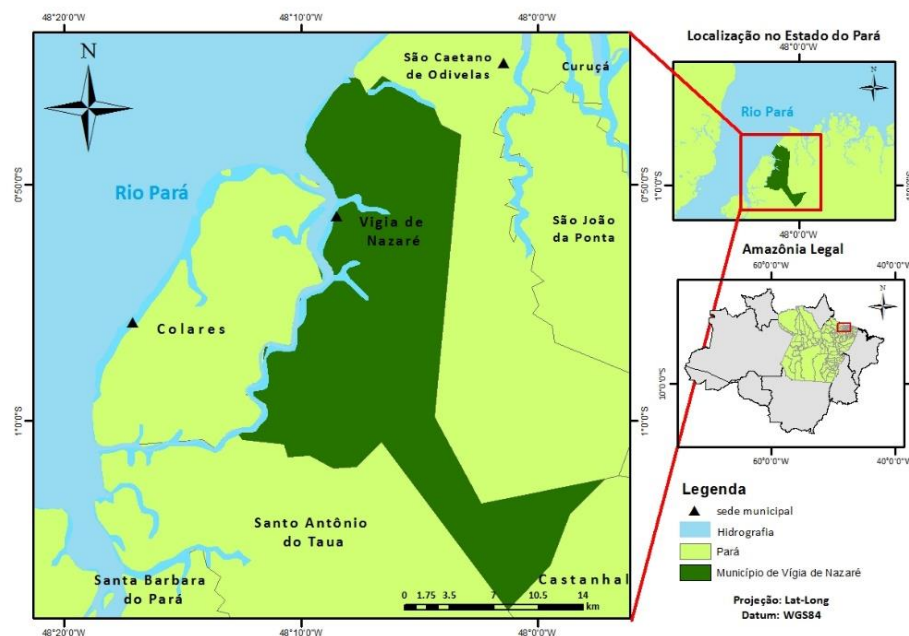 48°20'0"W
48°10'0"W
48°0'0"W
N
São Caetano
de Odivelas
Curuçá
Rio Pará
0°50'0"S
0°50'0"S
Vigia de
Nazaré
São João
da Ponta
Colares
1°0'0"S
1°0'0"S
Santo Antônio
do Taua
Santa Barbara
do Pará
Castanhal
0 1.75 3.5 7 10.5 14
km
48°20'0"W
48°10'0"W
48°0'0"W
Localização no Estado do Pará
48°0'0"W
N
Rio Pará
1°0'0"S
48°0'0"W
Amazônia Legal
60°0'0"W
40°0'0"W
N
60°0'0"W
40°0'0"W
Legenda
sede municipal
Hidrografia
Pará
Município de Vígia de Nazaré
Projeção: Lat-Long
Datum: WGS84